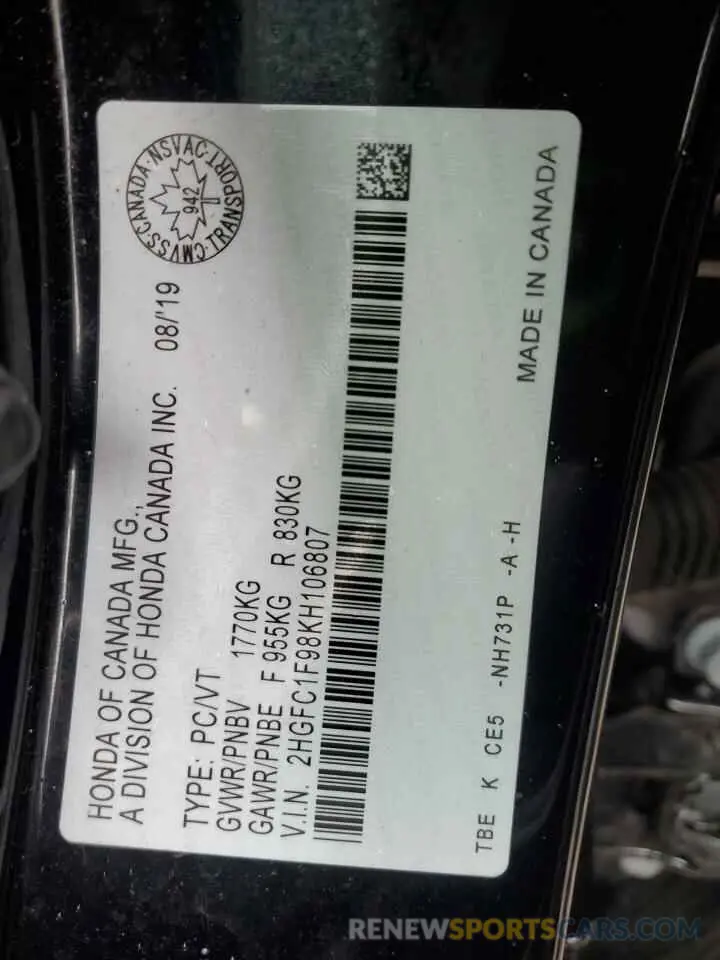 HONDA OF CANADA MFG.,
A DIVISION OF HONDA CANADA INC. 08/'19
CMVSS·CANADA·NSVAC·TRANSPORT·
942
TYPE: PC/VT
GVWR/PNBV 1770KG
GAWR/PNBE F 955KG R 830KG
V.I.N. 2HGFC1F98KH106807
TBE K CE5 -NH731P -A -H MADE IN CANADA
RENEWSPORTSCARS.COM